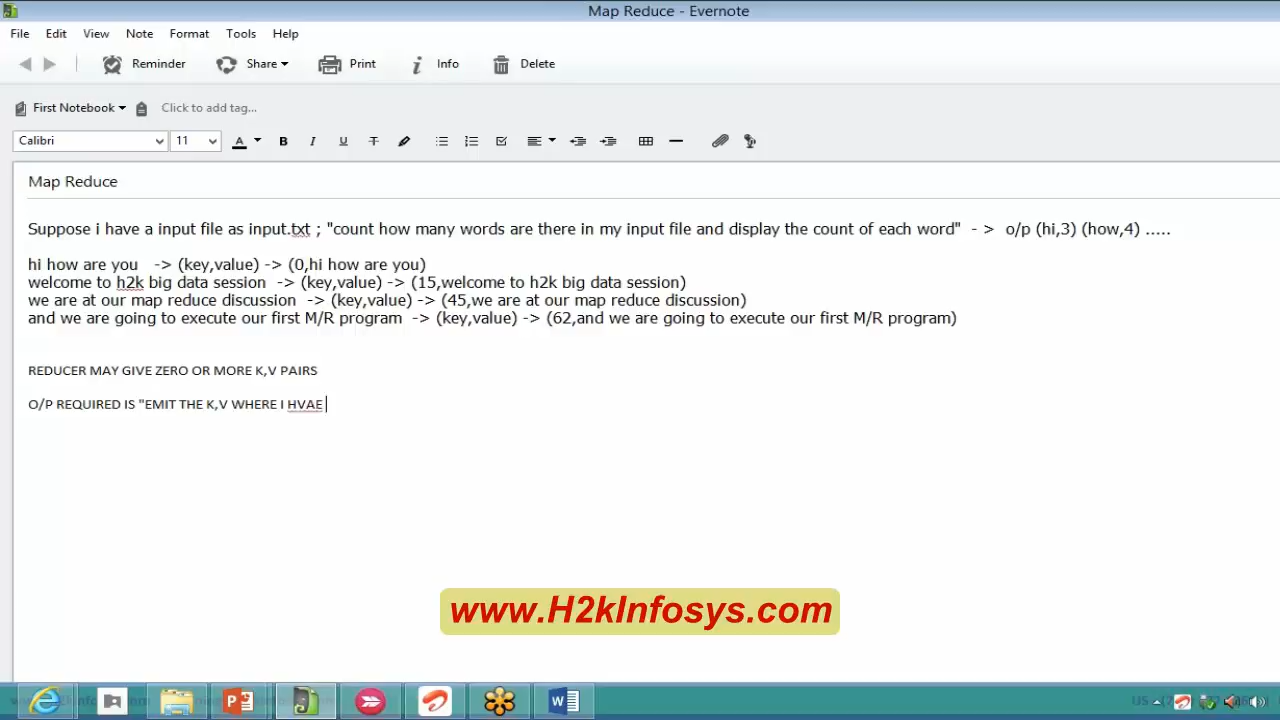 Map Reduce - Evernote
File Edit View Note Format Tools Help
Reminder Share Print Info Delete
First Notebook Click to add tag...
Calibri 11 A B I U T
Map Reduce
Suppose i have a input file as input.txt ; "count how many words are there in my input file and display the count of each word" - > o/p (hi,3) (how,4) .....
hi how are you -> (key,value) -> (0,hi how are you)
welcome to h2k big data session -> (key,value) -> (15,welcome to h2k big data session)
we are at our map reduce discussion -> (key,value) -> (45,we are at our map reduce discussion)
and we are going to execute our first M/R program -> (key,value) -> (62,and we are going to execute our first M/R program)
REDUCER MAY GIVE ZERO OR MORE K,V PAIRS
O/P REQUIRED IS "EMIT THE K,V WHERE I HVAE
www.H2kInfosys.com
US